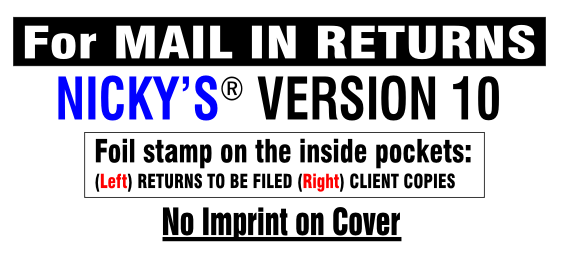 For MAIL IN RETURNS
NICKY'S® VERSION 10
Foil stamp on the inside pockets:
(Left) RETURNS TO BE FILED (Right) CLIENT COPIES
No Imprint on Cover